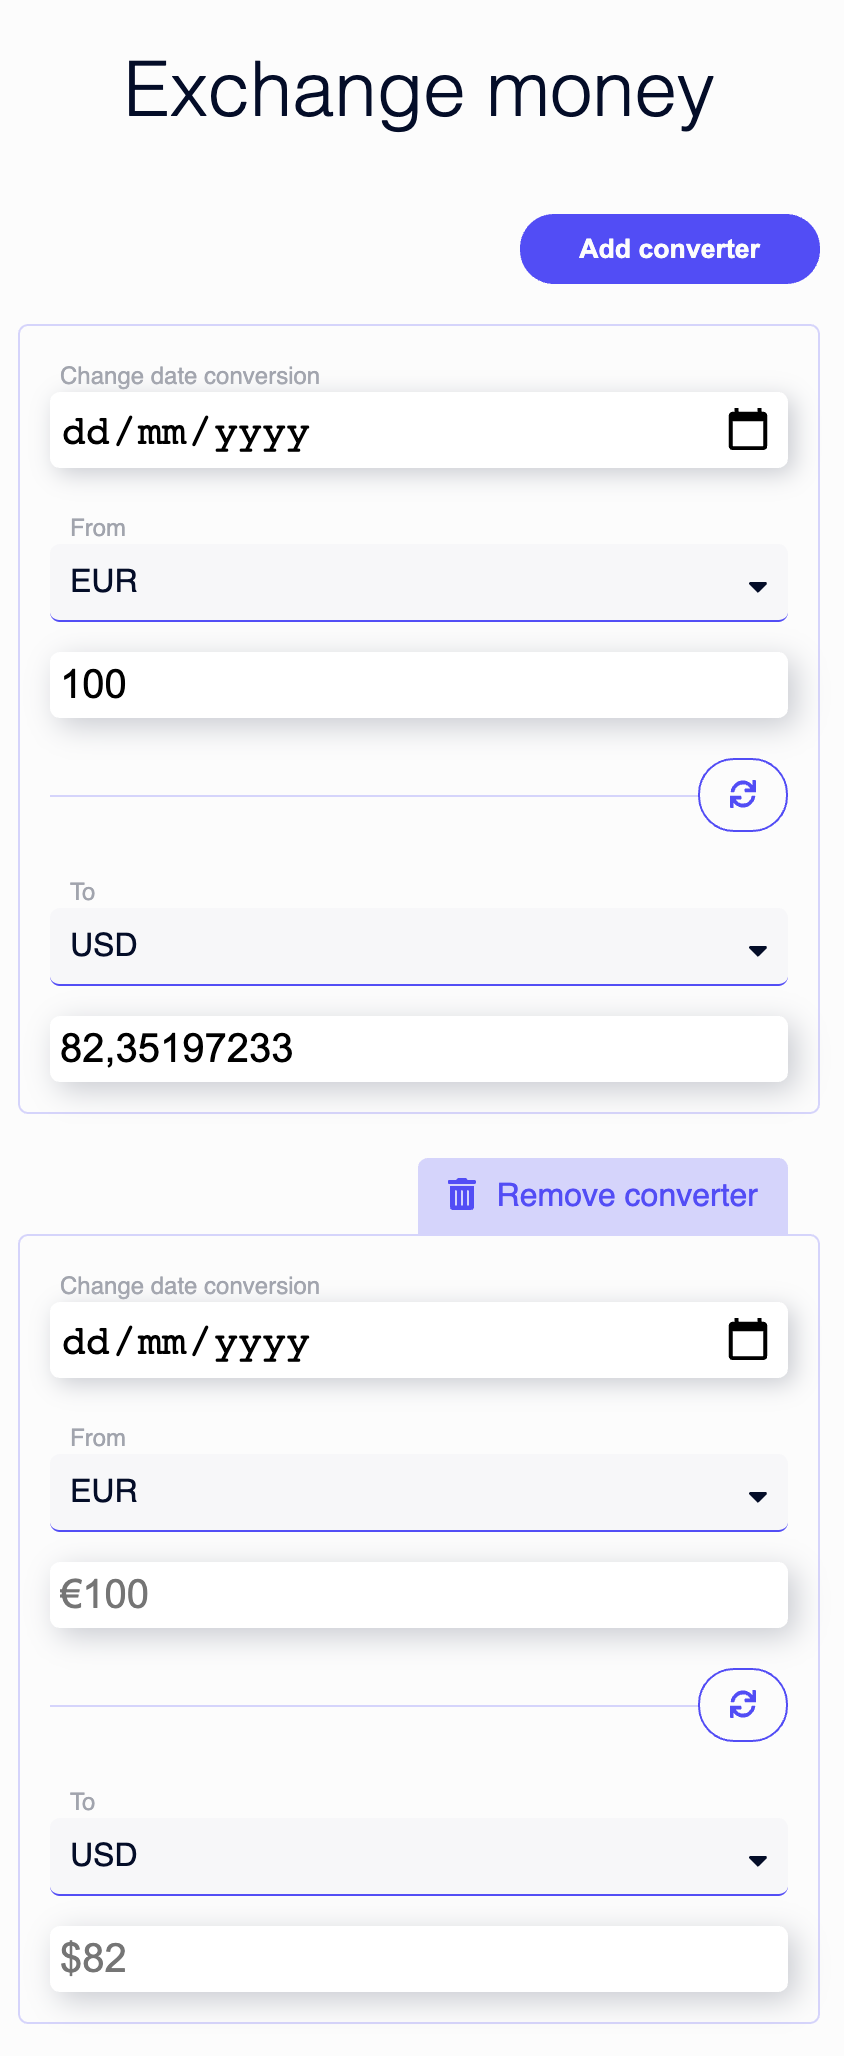 Exchange money
Add converter
Change date conversion
dd/mm/yyyy
From
EUR
100
To
USD
82,35197233
Remove converter
Change date conversion
dd/mm/yyyy
From
EUR
€100
To
USD
$82